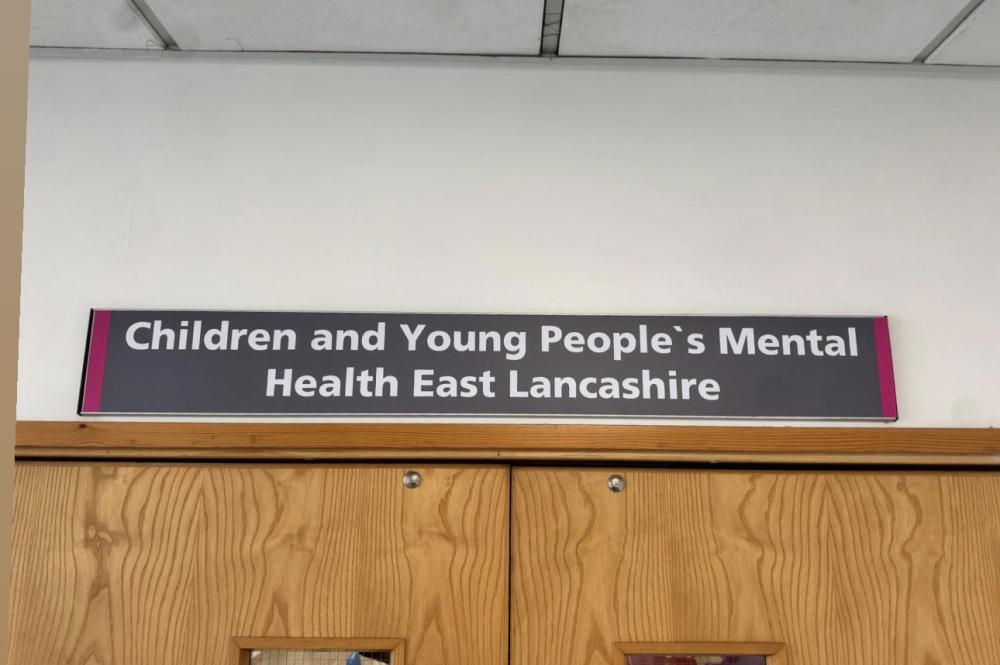 Children and Young People`s Mental
Health East Lancashire